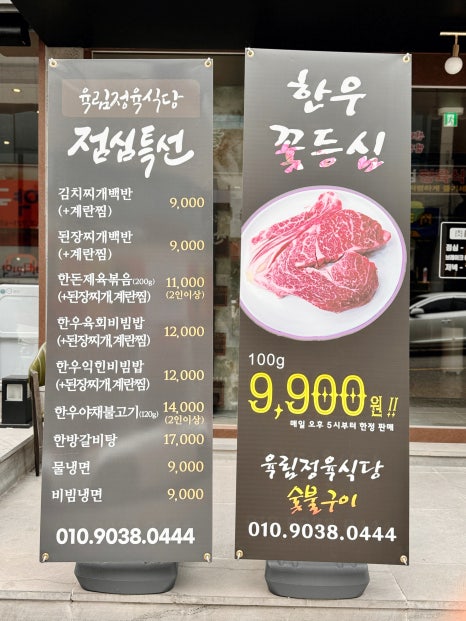 육림정육식당
점심특선
김치찌개백반
(+계란찜)
9,000
된장찌개백반
(+계란찜)
9,000
한돈제육볶음(200g)
(+된장찌개,계란찜)
11,000
(2인이상)
한우육회비빔밥
(+된장찌개,계란찜)
12,000
한우익힌비빔밥
(+된장찌개,계란찜)
12,000
한우야채불고기(120g)
14,000
(2인이상)
한방갈비탕
17,000
물냉면
9,000
비빔냉면
9,000
010.9038.0444
한우
꽃등심
100g
9,900원!!
매일 오후 5시부터 한정 판매
육림정육식당
숯불구이
010.9038.0444
점심 -
저녁 -